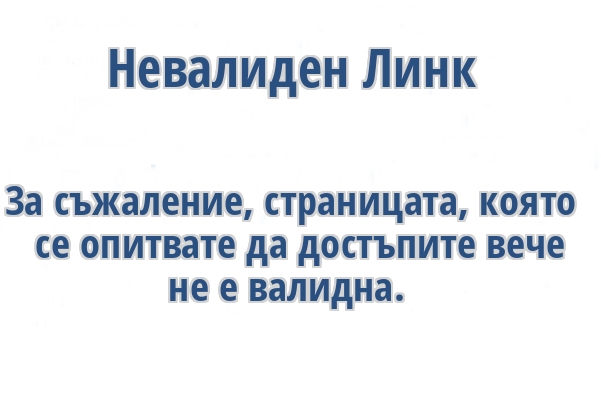 Невалиден Линк
За съжаление, страницата, която
се опитвате да достъпите вече
не е валидна.